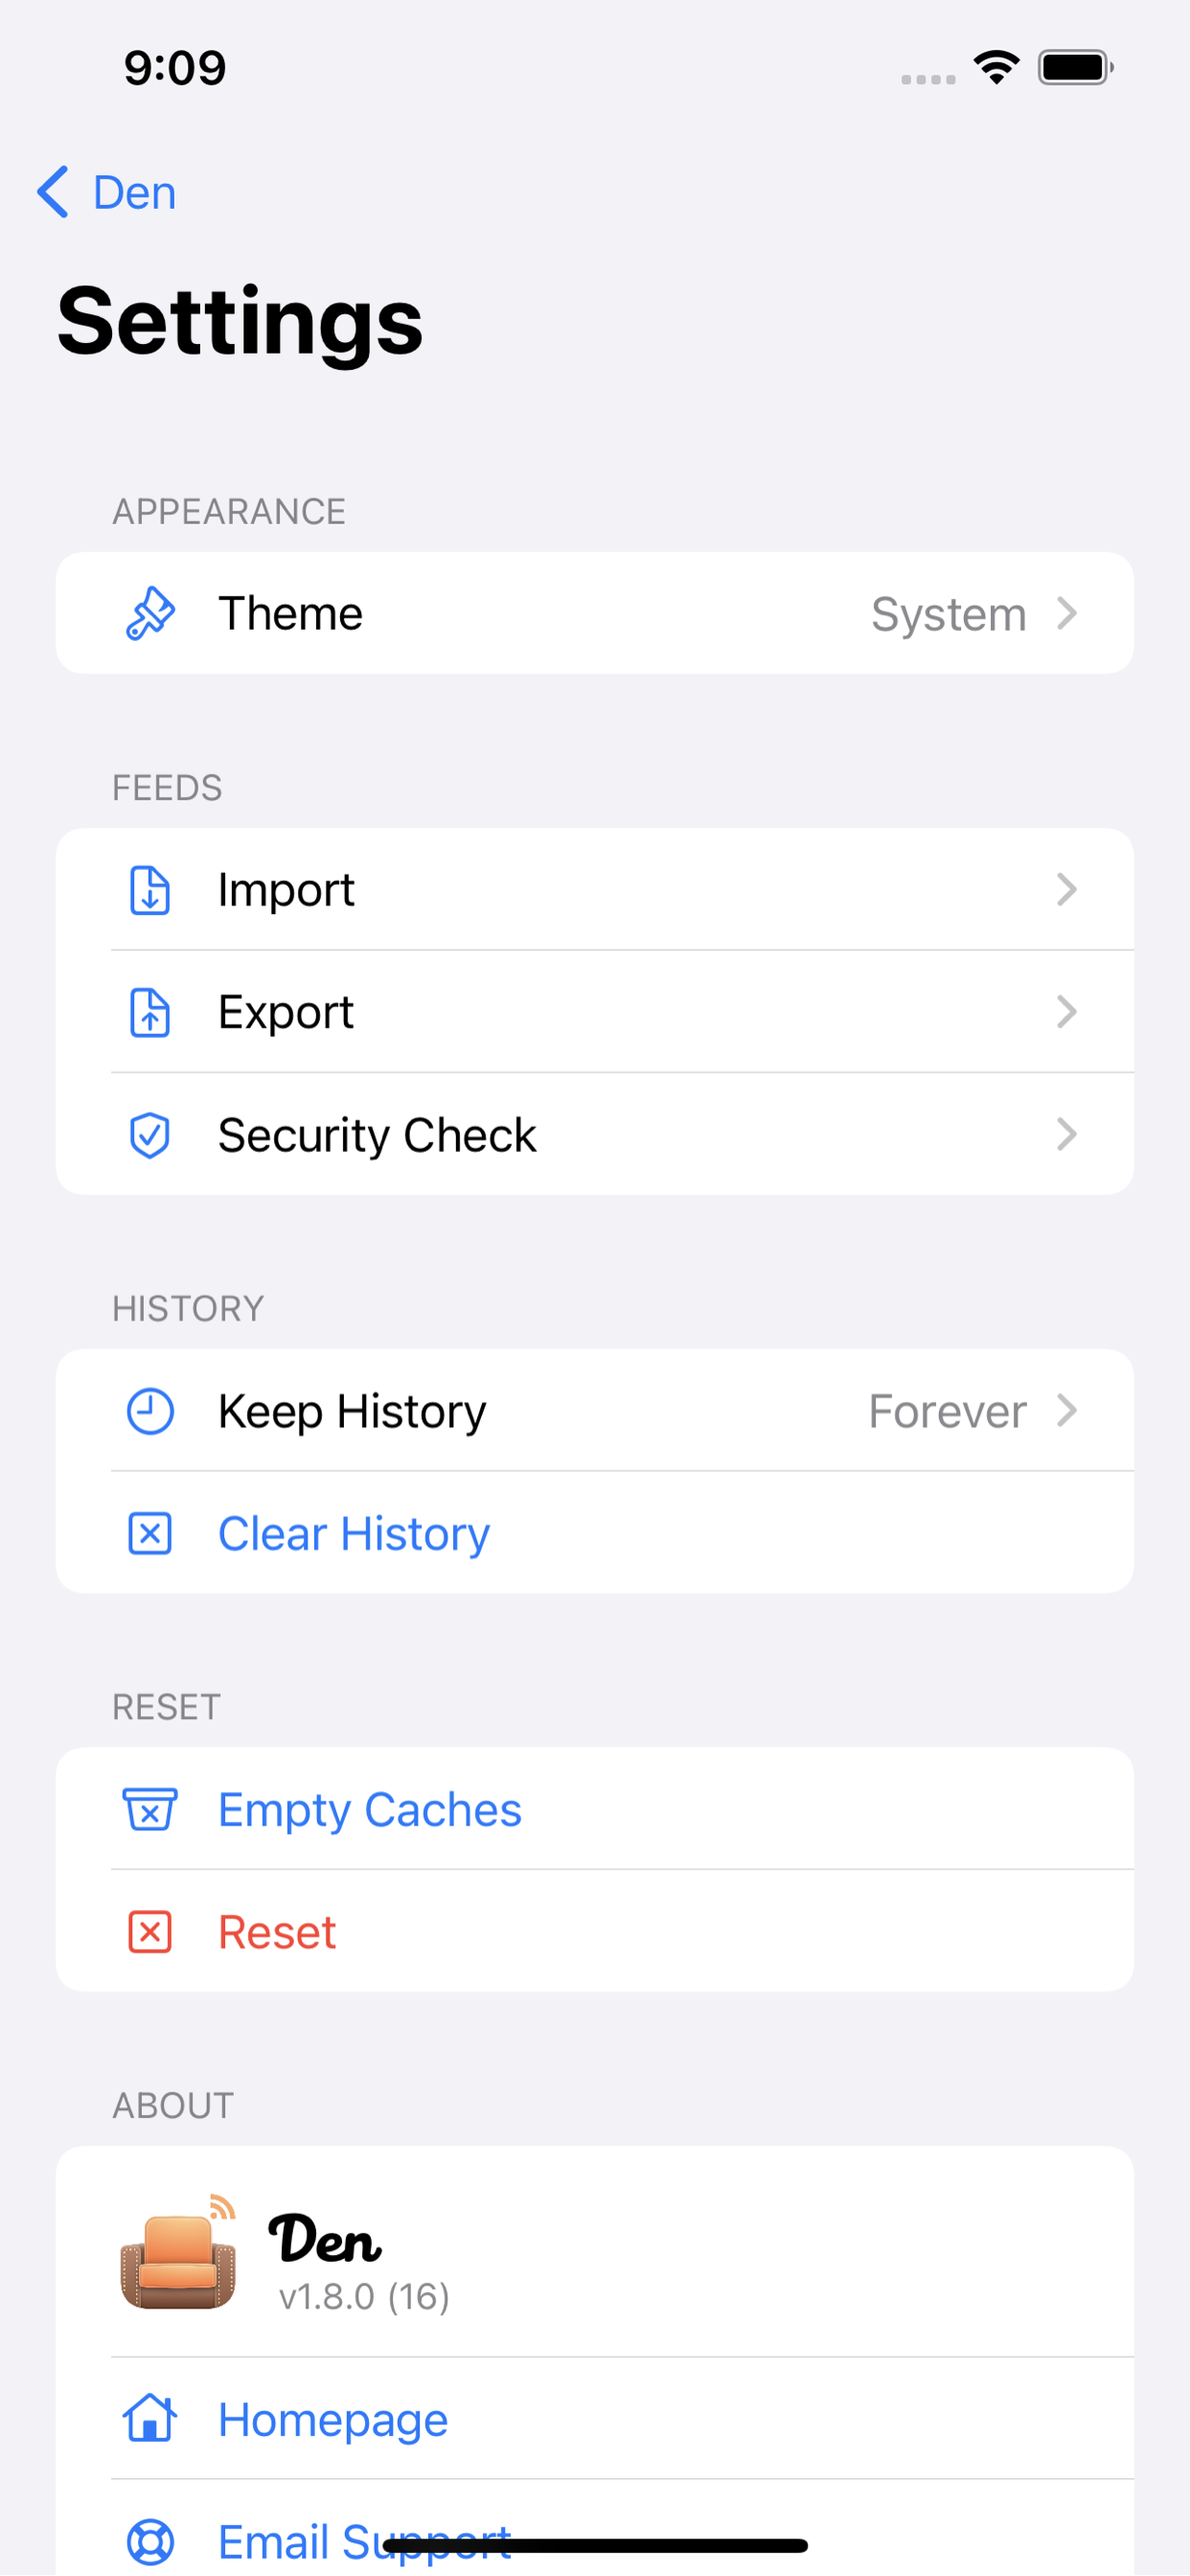 9:09
Den
Settings
APPEARANCE
Theme System
FEEDS
Import
Export
Security Check
HISTORY
Keep History Forever
Clear History
RESET
Empty Caches
Reset
ABOUT
Den
v1.8.0 (16)
Homepage
Email Support